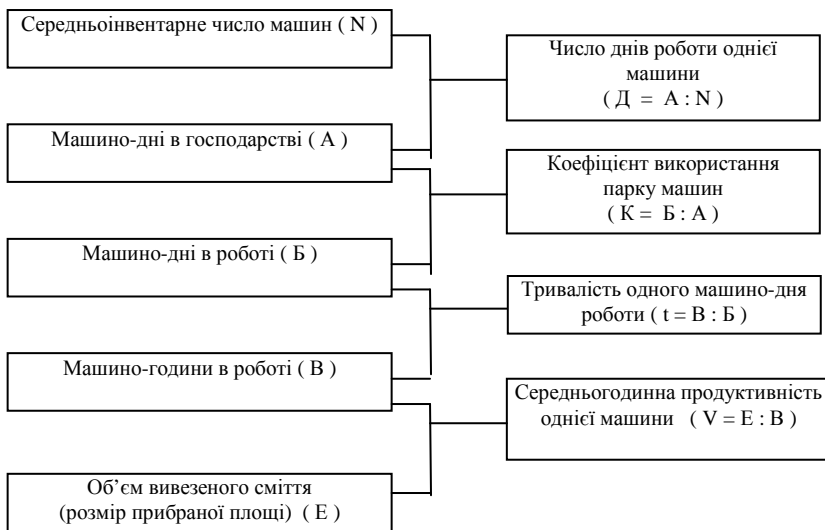 Середньоінвентарне число машин ( N )
Машино-дні в господарстві ( А )
Машино-дні в роботі ( Б )
Машино-години в роботі ( В )
Об’єм вивезеного сміття
(розмір прибраної площі) ( Е )
Число днів роботи однієї
машини
( Д = А : N )
Коефіцієнт використання
парку машин
( К = Б : А )
Тривалість одного машино-дня
роботи ( t = В : Б )
Середньогодинна продуктивність
однієї машини ( V = Е : В )